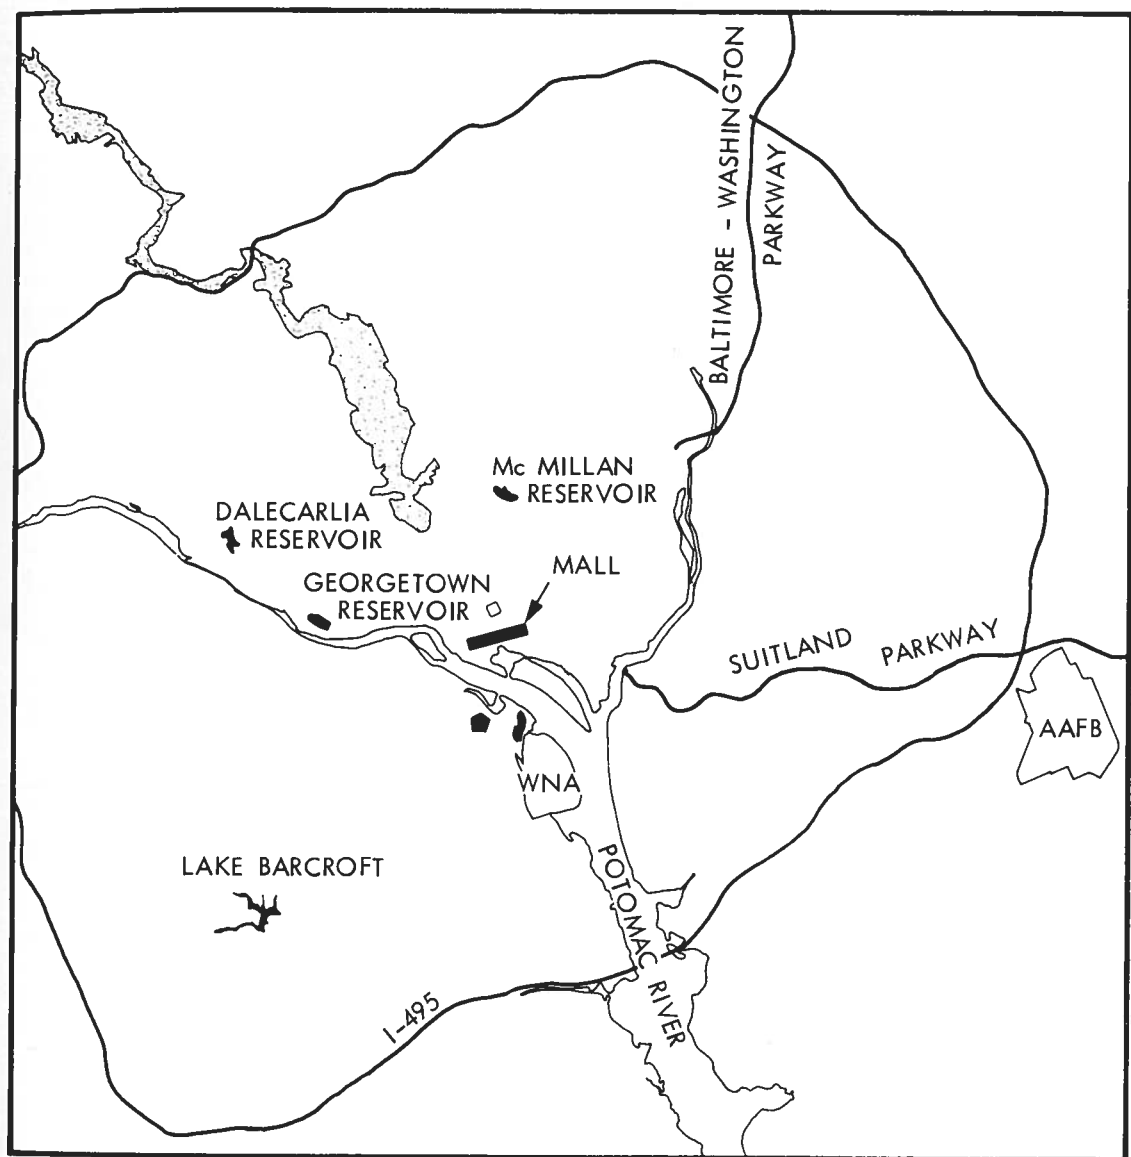 BALTIMORE - WASHINGTON
PARKWAY
Mc MILLAN
RESERVOIR
DALECARLIA
RESERVOIR
MALL
GEORGETOWN
RESERVOIR
SUITLAND PARKWAY
AAFB
WNA
LAKE BARCROFT
POTOMAC RIVER
I-495